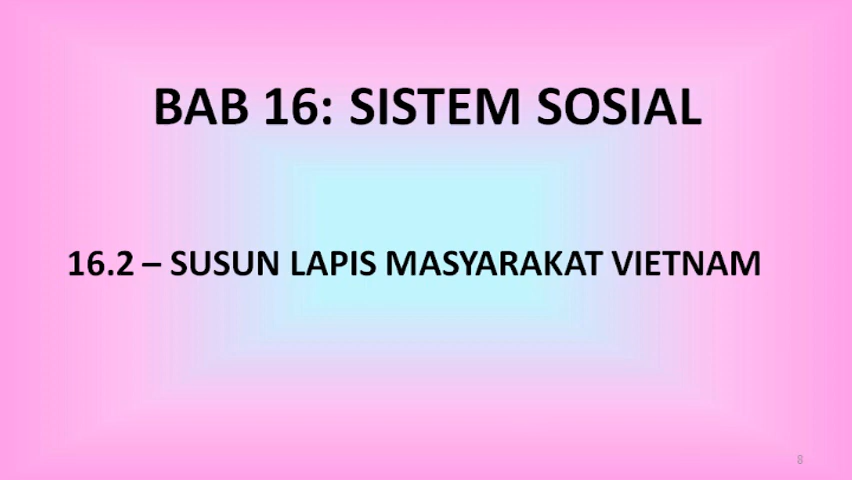 BAB 16: SISTEM SOSIAL
16.2 – SUSUN LAPIS MASYARAKAT VIETNAM
8